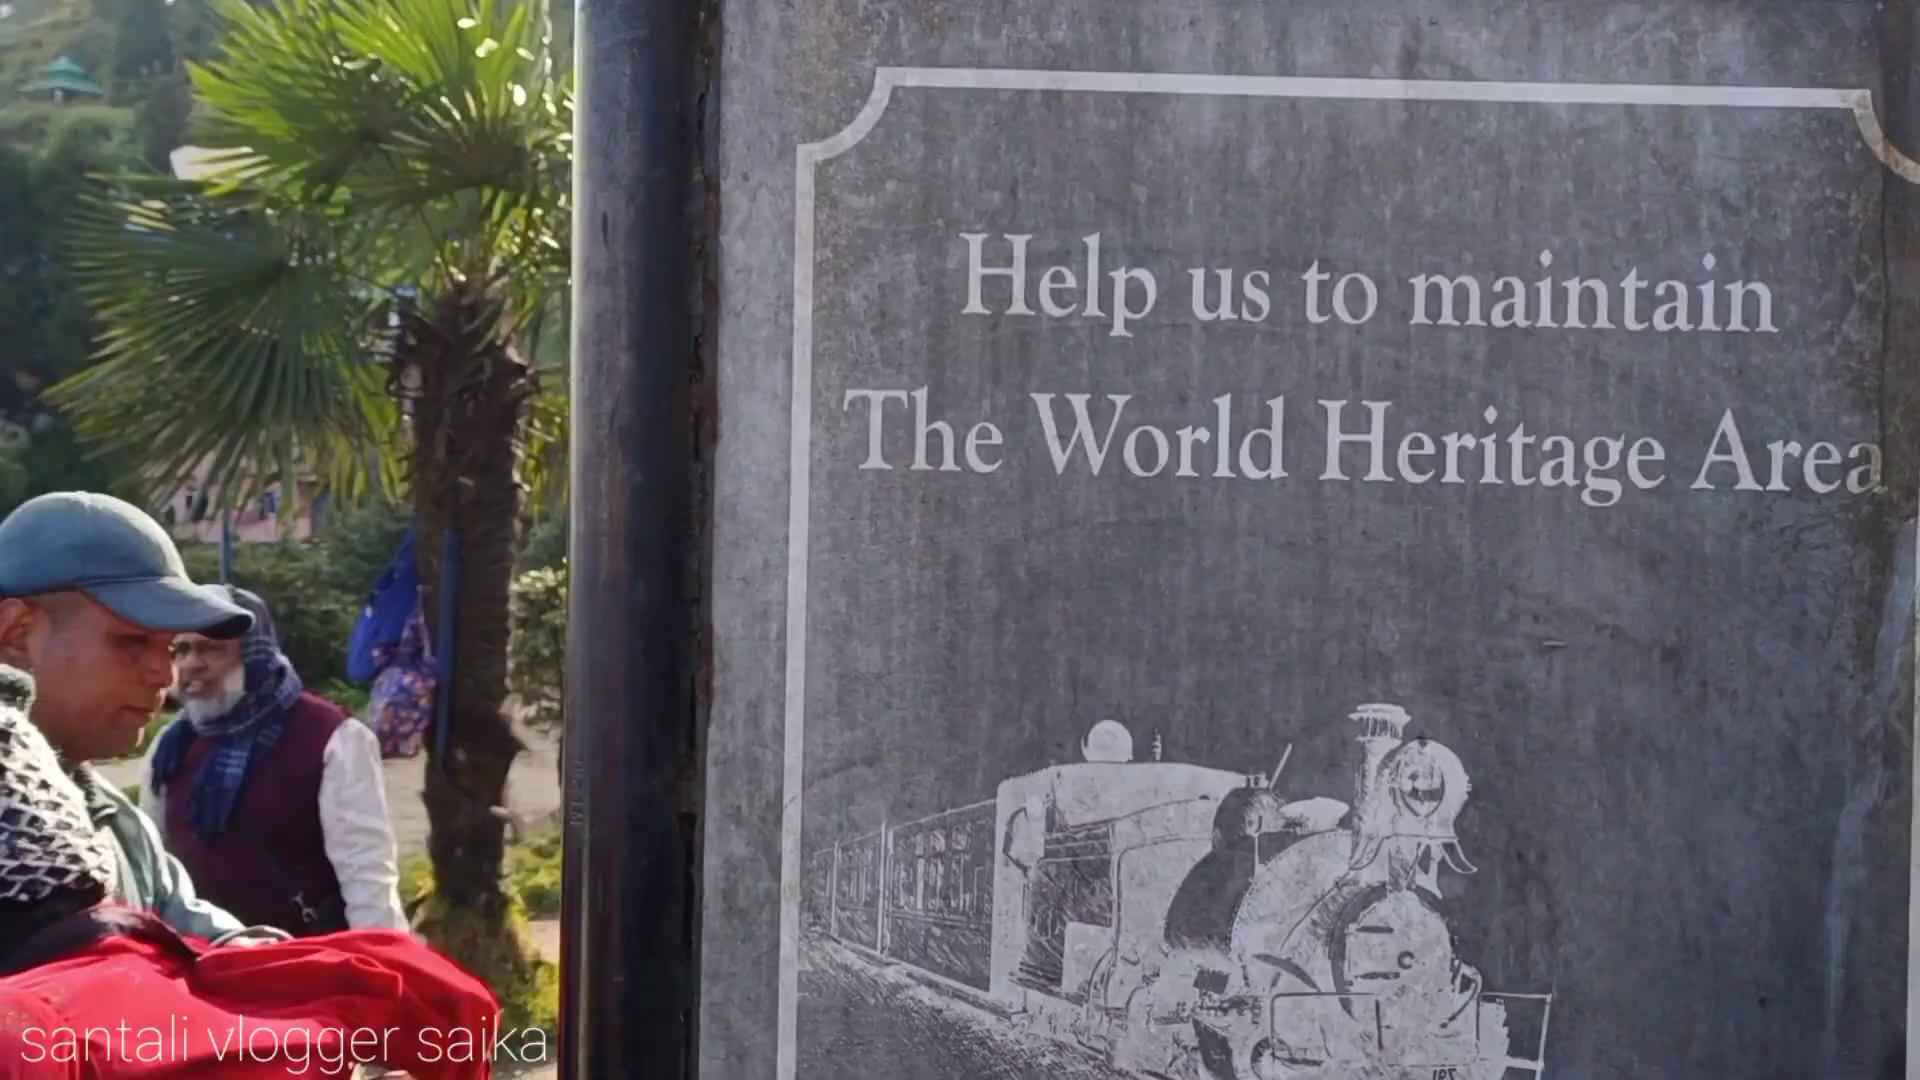 Help us to maintain
The World Heritage Area
santali vlogger saika